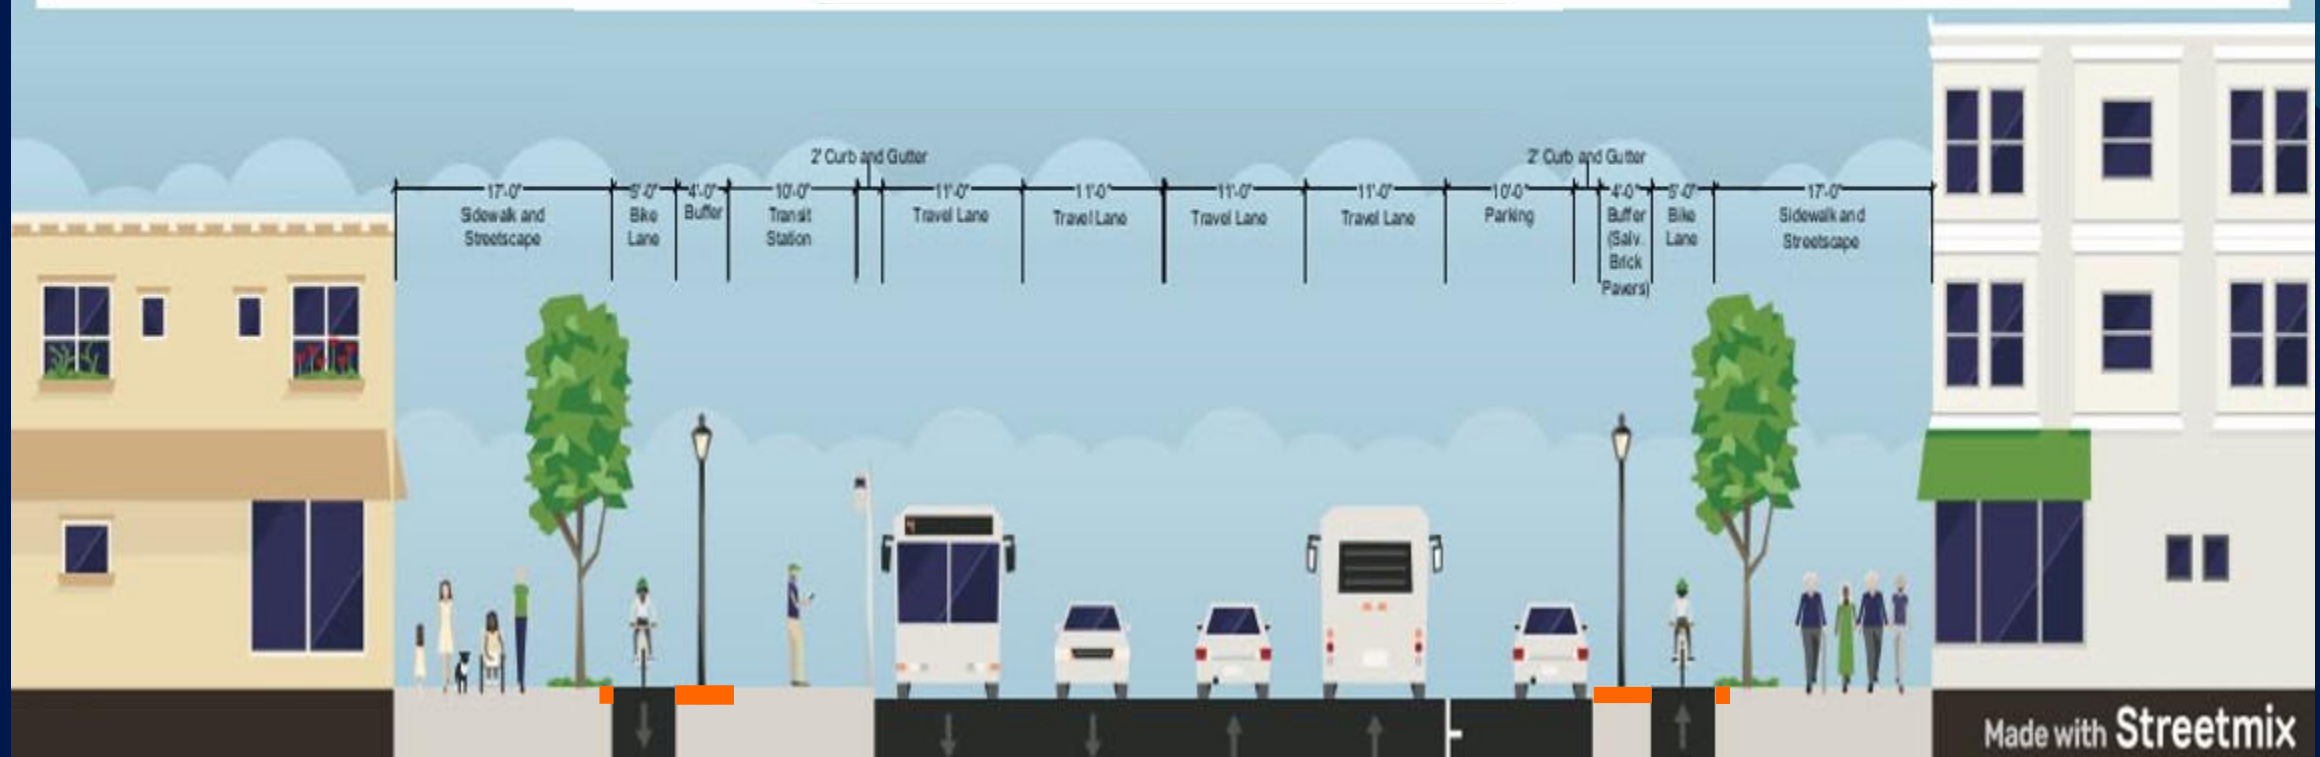 2' Curb and Gutter
2' Curb and Gutter
17'-0" 5'-0" 4'-0" 10'-0" 11'-0" 11'-0" 11'-0" 11'-0" 10'-0" 4'-0" 5'-0" 17'-0"
Sidewalk and
Streetscape
Bike
Lane
Buffer
Transit
Station
Travel Lane
Travel Lane
Travel Lane
Travel Lane
Parking
Buffer
(Salv.
Brick
Pavers)
Bike
Lane
Sidewalk and
Streetscape
Made with Streetmix